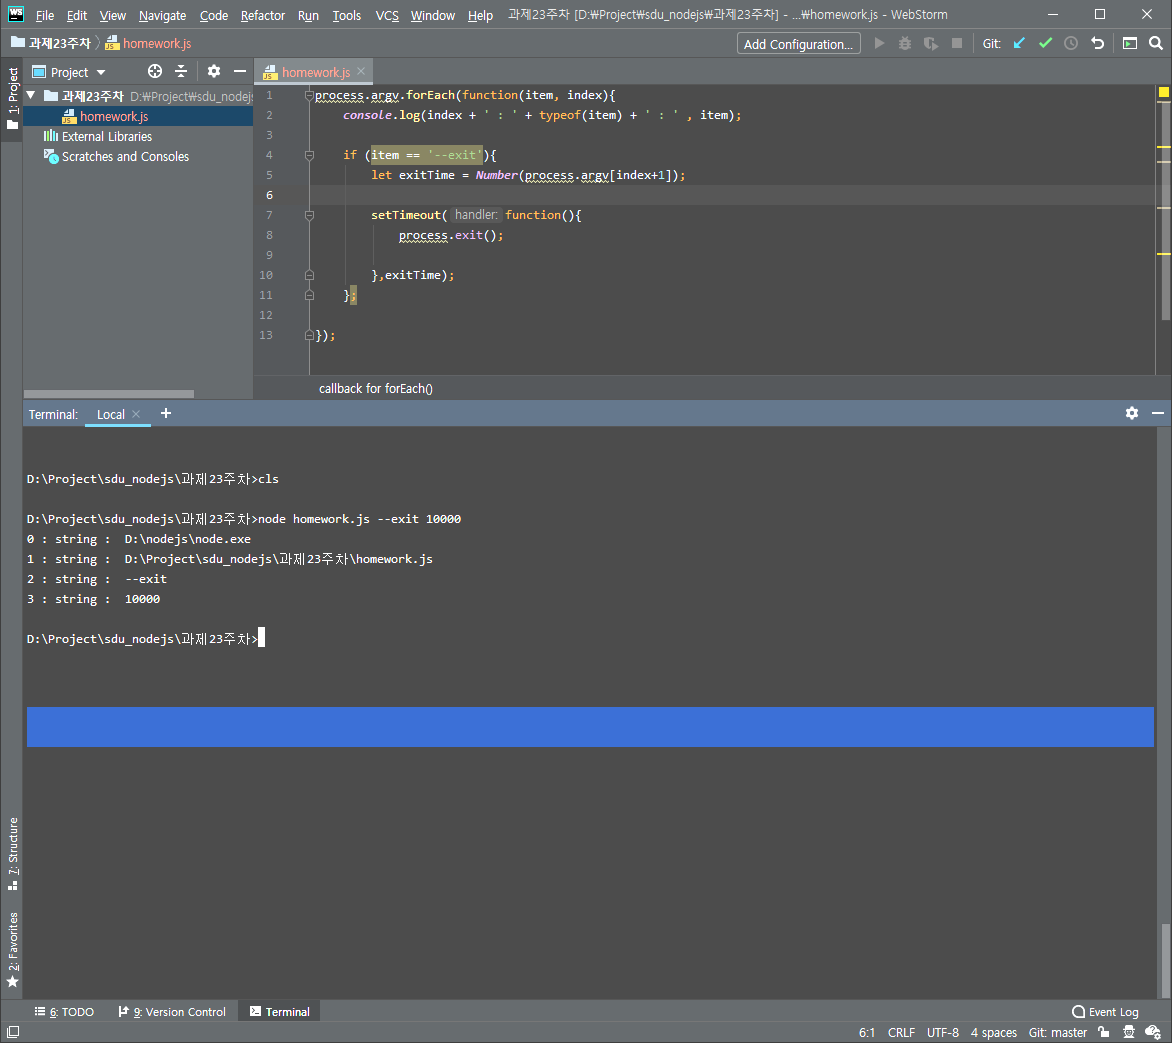 WS File Edit View Navigate Code Refactor Run Tools VCS Window Help 과제23주차 [D:₩Project₩sdu_nodejs₩과제23주차] - ...₩homework.js - WebStorm
과제23주차 homework.js Add Configuration... Git:
1: Project
Project
homework.js
과제23주차 D:₩Project₩sdu_nodejs
homework.js
External Libraries
Scratches and Consoles
1 process.argv.forEach(function(item, index){
2 console.log(index + ' : ' + typeof(item) + ' : ' , item);
3
4 if (item == '--exit'){
5 let exitTime = Number(process.argv[index+1]);
6
7 setTimeout( handler: function(){
8 process.exit();
9
10 },exitTime);
11 };
12
13 });
callback for forEach()
Terminal: Local
D:\Project\sdu_nodejs\과제23주차>cls
D:\Project\sdu_nodejs\과제23주차>node homework.js --exit 10000
0 : string :  D:\nodejs\node.exe
1 : string :  D:\Project\sdu_nodejs\과제23주차\homework.js
2 : string :  --exit
3 : string :  10000
D:\Project\sdu_nodejs\과제23주차>
7: Structure
2: Favorites
6: TODO 9: Version Control Terminal Event Log
6:1 CRLF UTF-8 4 spaces Git: master